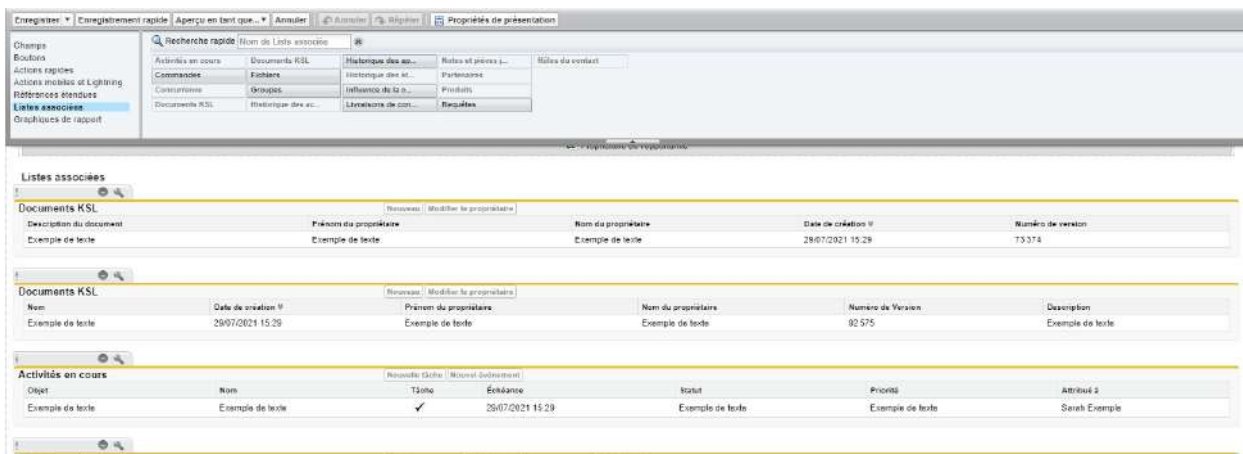 Enregistrer Enregistrement rapide Aperçu en tant que... Annuler Annuler Rétablir Propriétés de présentation
Champs
Boutons
Actions rapides
Actions mobiles et Lightning
Références étendues
Listes associées
Graphiques de rapport
Recherche rapide Nom de Liste associée
Activités en cours Documents KSL Historique des ap... Notes et pièces j... Rôles du contact
Commandes Fichiers Historique des ét... Partenaires
Concurrence Groupes Influence de la o... Produits
Documents KSL Historique des ac... Livraisons de con... Requêtes
Listes associées
Documents KSL Nouveau Modifier le propriétaire
Description du document Prénom du propriétaire Nom du propriétaire Date de création Numéro de version
Exemple de texte Exemple de texte Exemple de texte 29/07/2021 15:29 73 374
Documents KSL Nouveau Modifier le propriétaire
Nom Date de création Prénom du propriétaire Nom du propriétaire Numéro de Version Description
Exemple de texte 29/07/2021 15:29 Exemple de texte Exemple de texte 92 575 Exemple de texte
Activités en cours Nouvelle tâche Nouvel événement
Objet Nom Tâche Échéance Statut Priorité Attribué à
Exemple de texte Exemple de texte ✓ 29/07/2021 15:29 Exemple de texte Exemple de texte Sarah Exemple